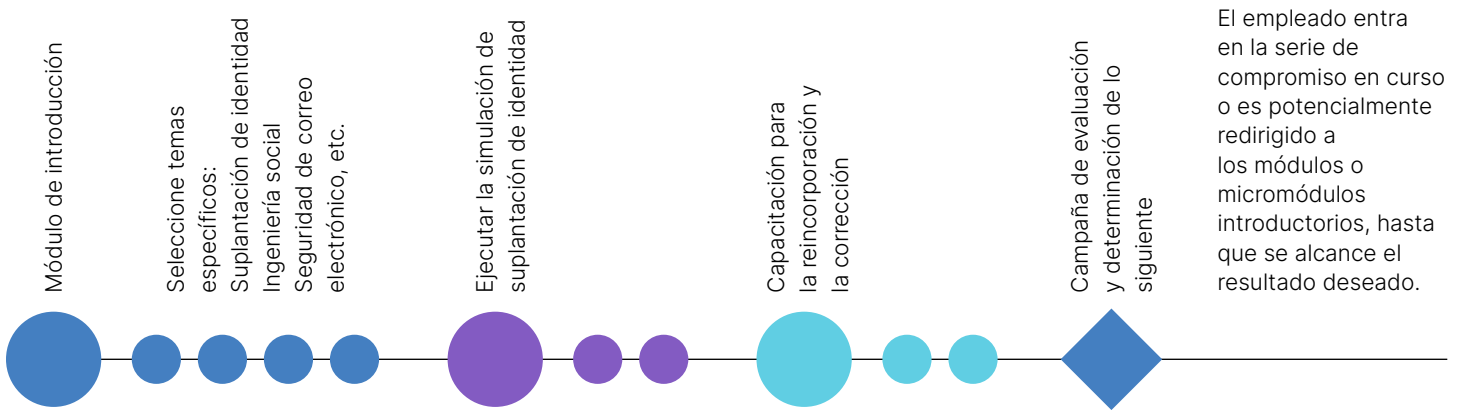 Módulo de introducción
Seleccione temas
específicos:
Suplantación de identidad
Ingeniería social
Seguridad de correo
electrónico, etc.
Ejecutar la simulación de
suplantación de identidad
Capacitación para
la reincorporación y
la corrección
Campaña de evaluación
y determinación de lo
siguiente
El empleado entra
en la serie de
compromiso en curso
o es potencialmente
redirigido a
los módulos o
micromódulos
introductorios, hasta
que se alcance el
resultado deseado.